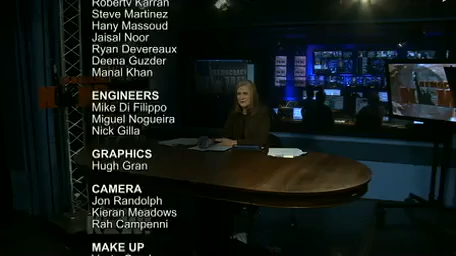 Steve Martinez
Hany Massoud
Jaisal Noor
Ryan Devereaux
Deena Guzder
Manal Khan
ENGINEERS
Mike Di Filippo
Miguel Nogueira
Nick Gilla
GRAPHICS
Hugh Gran
CAMERA
Jon Randolph
Kieran Meadows
Rah Campenni
MAKE UP